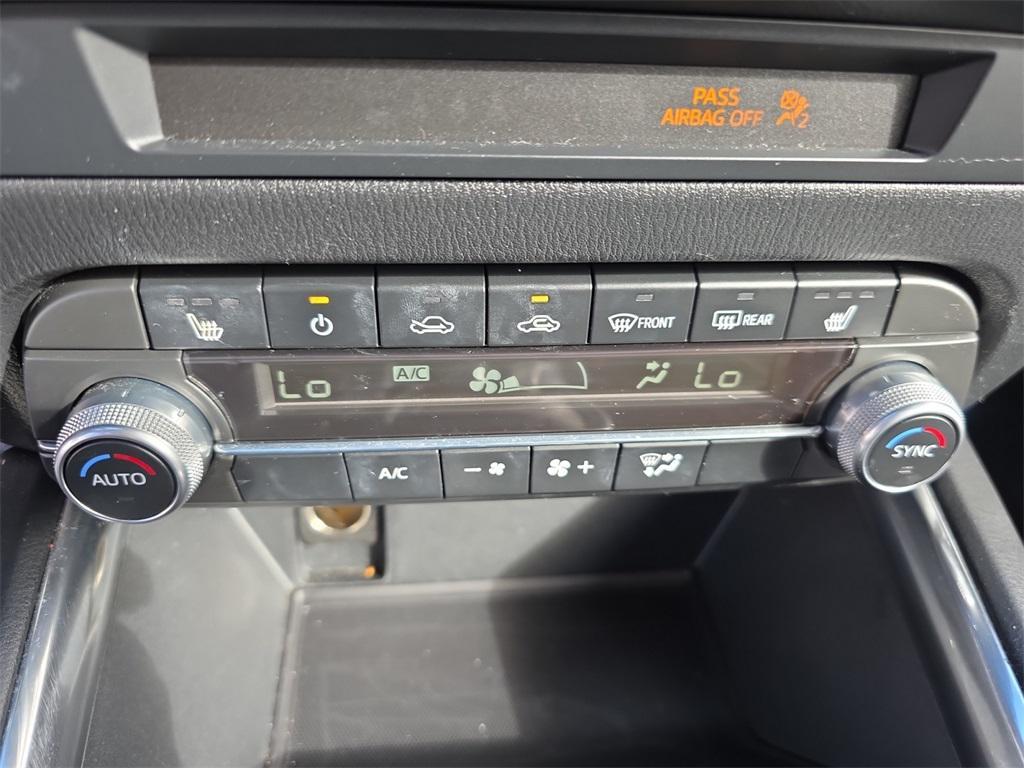 PASS
AIRBAG OFF
2
FRONT
REAR
Lo
A/C
Lo
AUTO
A/C
- +
SYNC